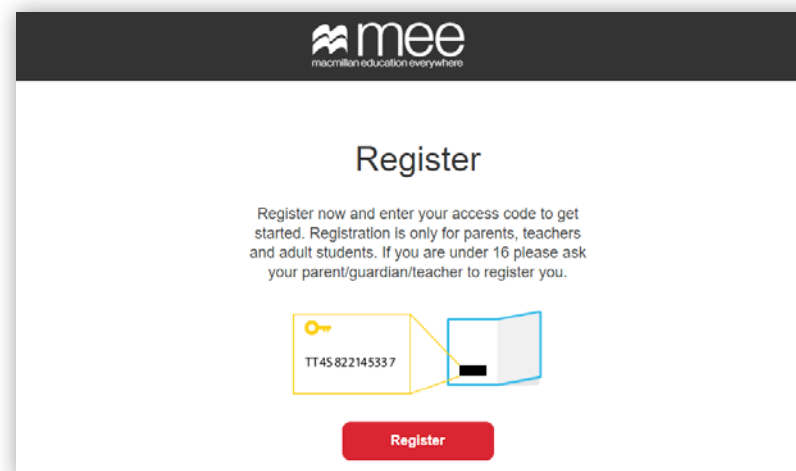 mee
macmillan education everywhere
Register
Register now and enter your access code to get
started. Registration is only for parents, teachers
and adult students. If you are under 16 please ask
your parent/guardian/teacher to register you.
TT4S822145337
Register